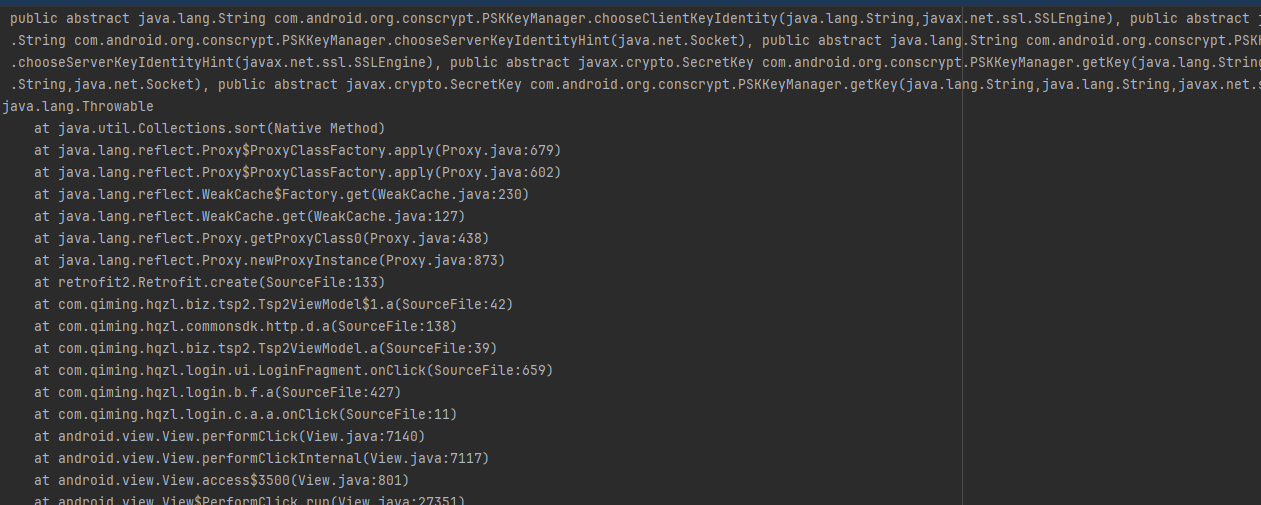 public abstract java.lang.String com.android.org.conscrypt.PSKKeyManager.chooseClientKeyIdentity(java.lang.String,javax.net.ssl.SSLEngine), public abstract
.String com.android.org.conscrypt.PSKKeyManager.chooseServerKeyIdentityHint(java.net.Socket), public abstract java.lang.String com.android.org.conscrypt.PSK
.chooseServerKeyIdentityHint(javax.net.ssl.SSLEngine), public abstract javax.crypto.SecretKey com.android.org.conscrypt.PSKKeyManager.getKey(java.lang.String
.String,java.net.Socket), public abstract javax.crypto.SecretKey com.android.org.conscrypt.PSKKeyManager.getKey(java.lang.String,java.lang.String,javax.net.s
java.lang.Throwable
at java.util.Collections.sort(Native Method)
at java.lang.reflect.Proxy$ProxyClassFactory.apply(Proxy.java:679)
at java.lang.reflect.Proxy$ProxyClassFactory.apply(Proxy.java:602)
at java.lang.reflect.WeakCache$Factory.get(WeakCache.java:230)
at java.lang.reflect.WeakCache.get(WeakCache.java:127)
at java.lang.reflect.Proxy.getProxyClass0(Proxy.java:438)
at java.lang.reflect.Proxy.newProxyInstance(Proxy.java:873)
at retrofit2.Retrofit.create(SourceFile:133)
at com.qiming.hqzl.biz.tsp2.Tsp2ViewModel$1.a(SourceFile:42)
at com.qiming.hqzl.commonsdk.http.d.a(SourceFile:138)
at com.qiming.hqzl.biz.tsp2.Tsp2ViewModel.a(SourceFile:39)
at com.qiming.hqzl.login.ui.LoginFragment.onClick(SourceFile:659)
at com.qiming.hqzl.login.b.f.a(SourceFile:427)
at com.qiming.hqzl.login.c.a.a.onClick(SourceFile:11)
at android.view.View.performClick(View.java:7140)
at android.view.View.performClickInternal(View.java:7117)
at android.view.View.access$3500(View.java:801)
at android.view.View$PerformClick.run(View.java:27351)